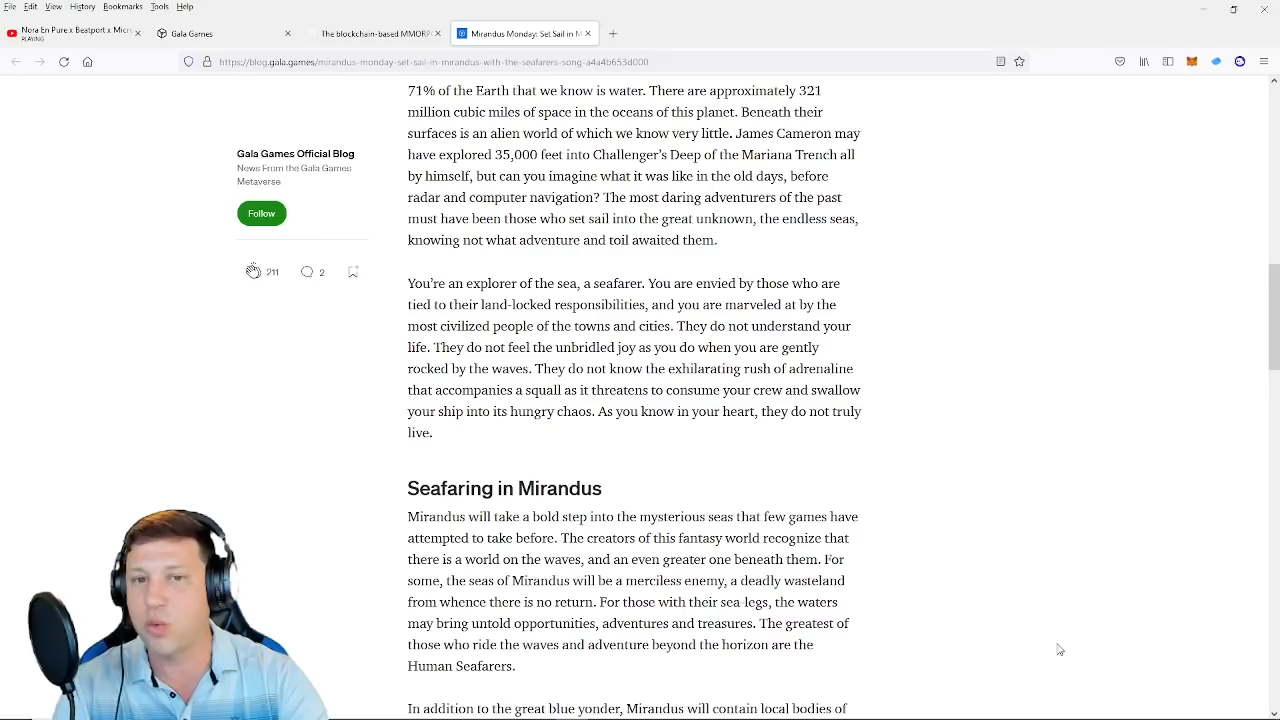 File Edit View History Bookmarks Tools Help
Nora En Pure x Beatport x Micro
PLAYING
Gala Games
The blockchain-based MMORPG
Mirandus Monday: Set Sail in M
https://blog.gala.games/mirandus-monday-set-sail-in-mirandus-with-the-seafarers-song-a4a4b653d000
Gala Games Official Blog
News From the Gala Games
Metaverse
Follow
211
2
71% of the Earth that we know is water. There are approximately 321
million cubic miles of space in the oceans of this planet. Beneath their
surfaces is an alien world of which we know very little. James Cameron may
have explored 35,000 feet into Challenger’s Deep of the Mariana Trench all
by himself, but can you imagine what it was like in the old days, before
radar and computer navigation? The most daring adventurers of the past
must have been those who set sail into the great unknown, the endless seas,
knowing not what adventure and toil awaited them.
You’re an explorer of the sea, a seafarer. You are envied by those who are
tied to their land-locked responsibilities, and you are marveled at by the
most civilized people of the towns and cities. They do not understand your
life. They do not feel the unbridled joy as you do when you are gently
rocked by the waves. They do not know the exhilarating rush of adrenaline
that accompanies a squall as it threatens to consume your crew and swallow
your ship into its hungry chaos. As you know in your heart, they do not truly
live.
Seafaring in Mirandus
Mirandus will take a bold step into the mysterious seas that few games have
attempted to take before. The creators of this fantasy world recognize that
there is a world on the waves, and an even greater one beneath them. For
some, the seas of Mirandus will be a merciless enemy, a deadly wasteland
from whence there is no return. For those with their sea-legs, the waters
may bring untold opportunities, adventures and treasures. The greatest of
those who ride the waves and adventure beyond the horizon are the
Human Seafarers.
In addition to the great blue yonder, Mirandus will contain local bodies of